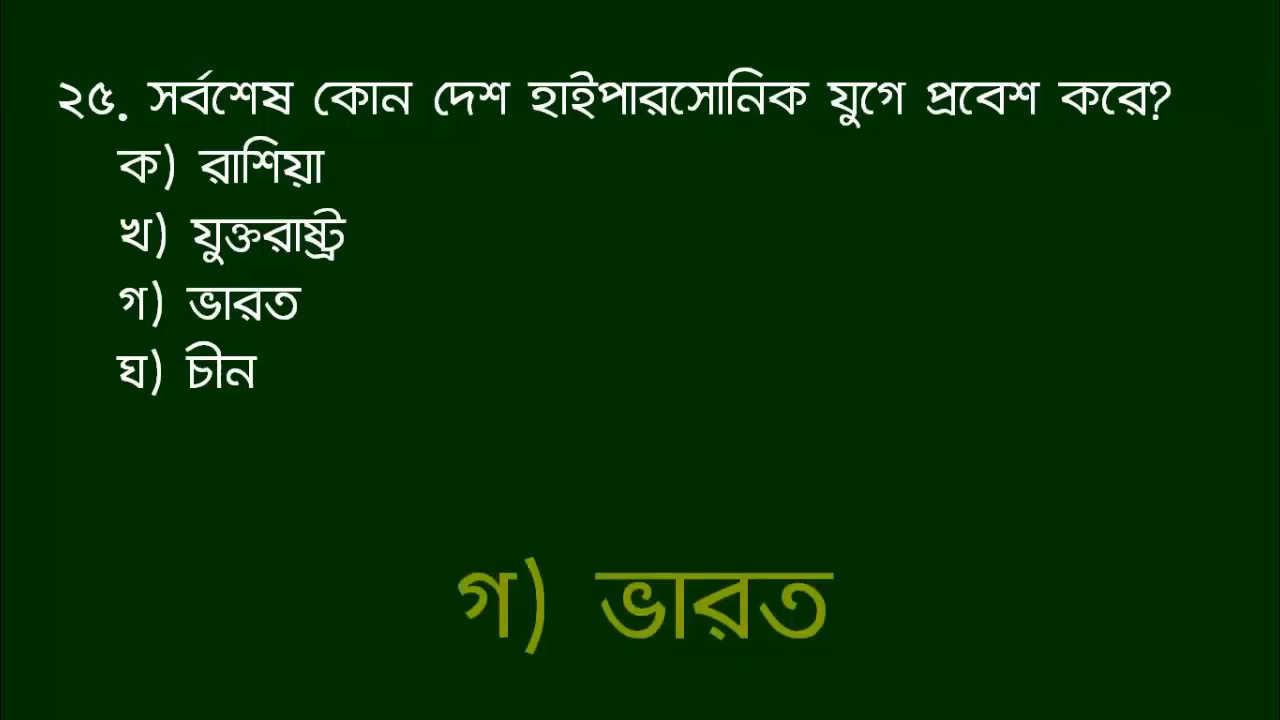 ২৫. সর্বশেষ কোন দেশ হাইপারসোনিক যুগে প্রবেশ করে?
ক) রাশিয়া
খ) যুক্তরাষ্ট্র
গ) ভারত
ঘ) চীন
গ) ভারত